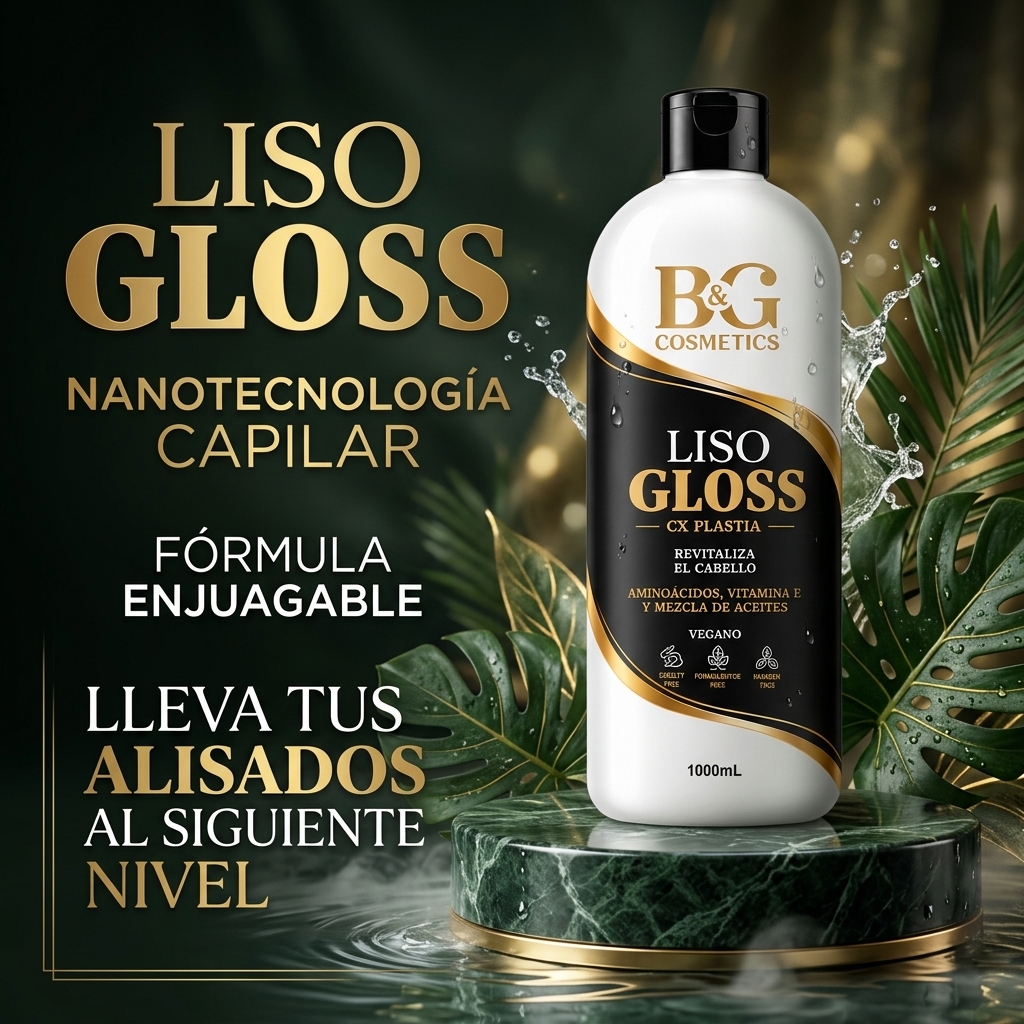 LISO
GLOSS
NANOTECNOLOGÍA
CAPILAR
FÓRMULA
ENJUAGABLE
LLEVA TUS
ALISADOS
AL SIGUIENTE
NIVEL
B&G
COSMETICS
LISO
GLOSS
CX PLASTIA
REVITALIZA
EL CABELLO
AMINOÁCIDOS, VITAMINA E
Y MEZCLA DE ACEITES
VEGANO
FREE
1000mL